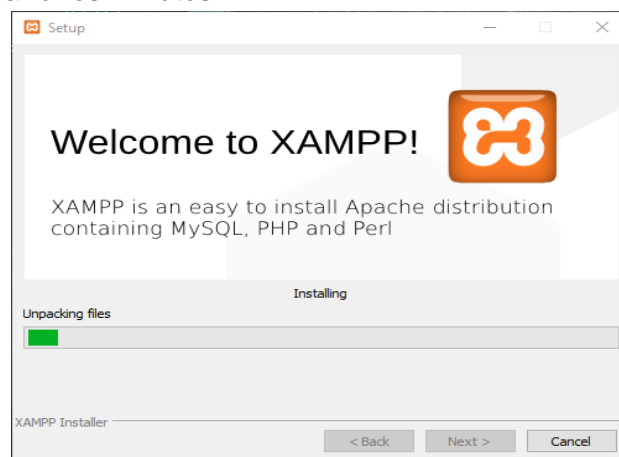 Setup
Welcome to XAMPP!
XAMPP is an easy to install Apache distribution
containing MySQL, PHP and Perl
Installing
Unpacking files
XAMPP Installer
< Back
Next >
Cancel